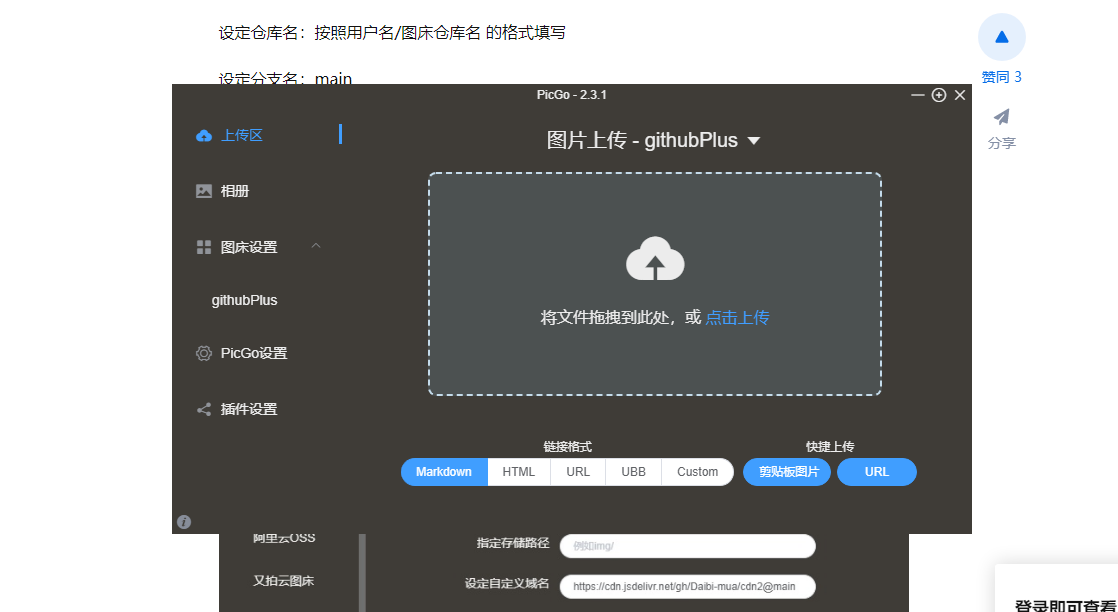 设定仓库名：按照用户名/图床仓库名 的格式填写
设定分支名：main
赞同 3
分享
PicGo - 2.3.1
上传区
相册
图床设置
githubPlus
PicGo设置
插件设置
图片上传 - githubPlus
将文件拖拽到此处，或 点击上传
链接格式
快捷上传
Markdown HTML URL UBB Custom 剪贴板图片 URL
阿里云OSS
指定存储路径 例如img/
又拍云图床
设定自定义域名 https://cdn.jsdelivr.net/gh/Daibi-mua/cdn2@main
登录即可查看